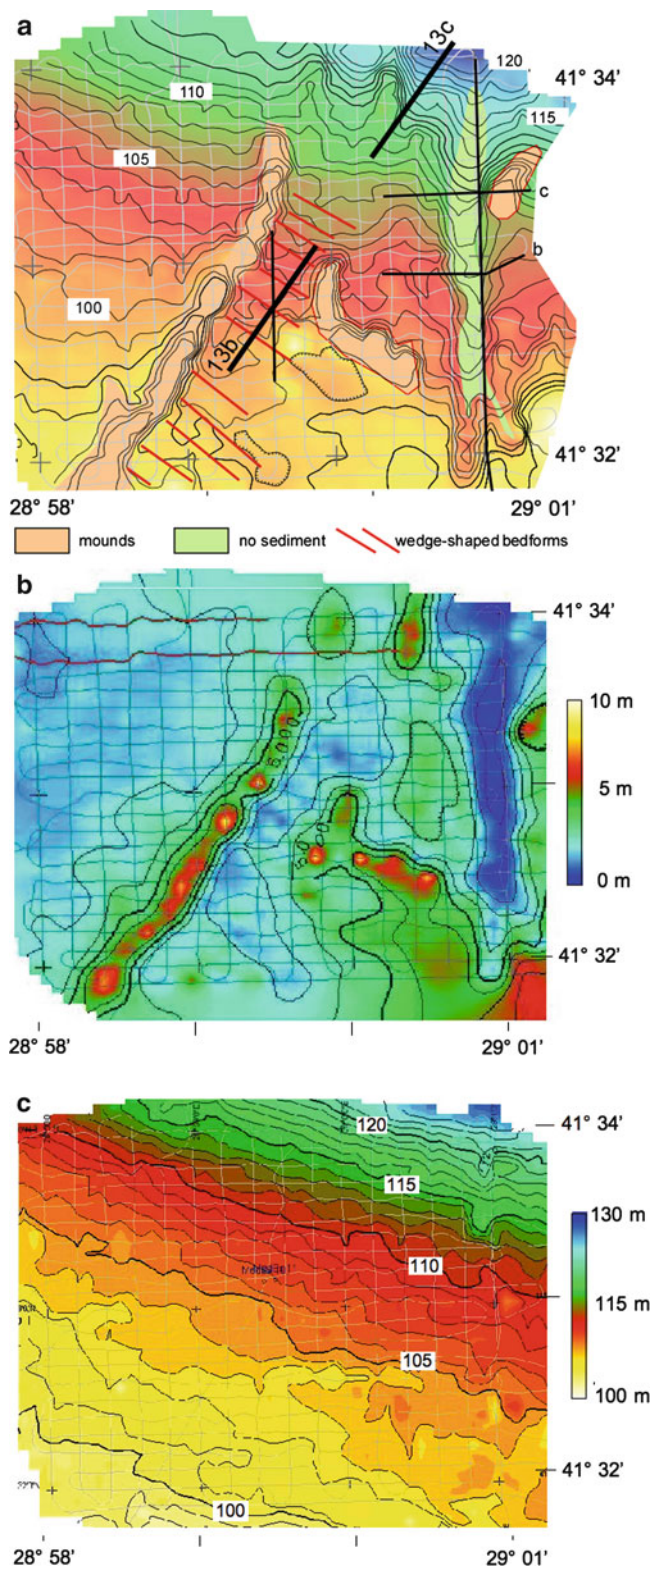 a
13c
120
41° 34'
110
115
105
c
b
100
13b
41° 32'
28° 58'
29° 01'
mounds
no sediment
wedge-shaped bedforms
b
41° 34'
10 m
5 m
0 m
41° 32'
28° 58'
29° 01'
c
120
41° 34'
115
130 m
110
115 m
105
100 m
41° 32'
100
28° 58'
29° 01'